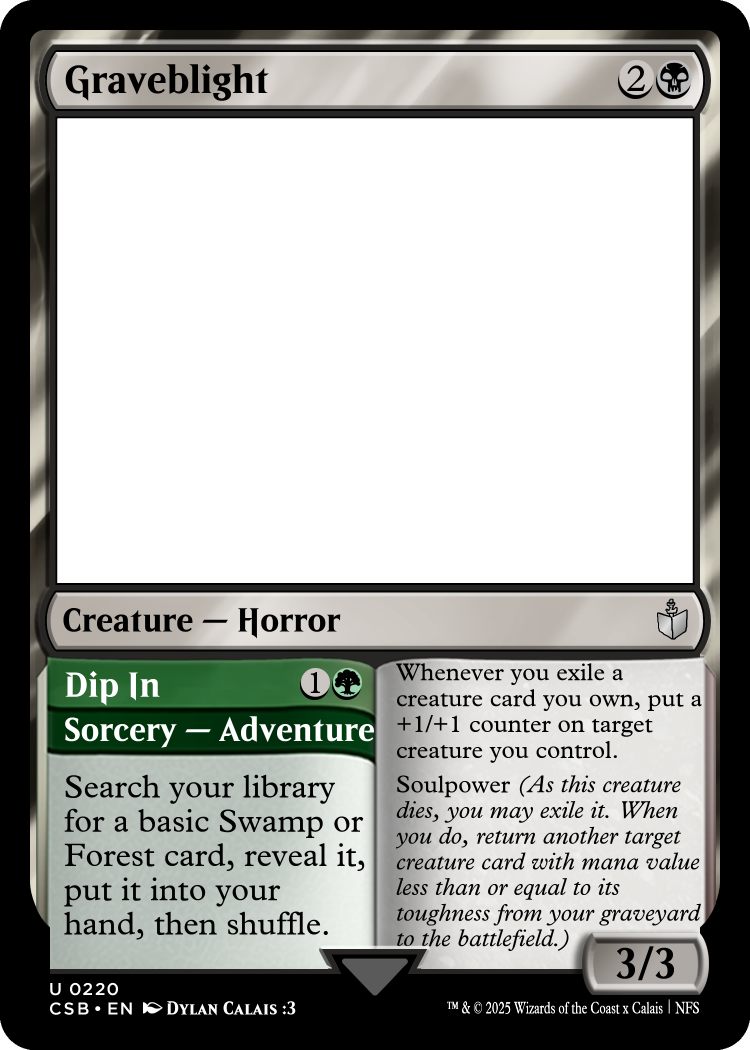 Graveblight 2
Creature — Horror
Dip In 1
Sorcery — Adventure
Search your library
for a basic Swamp or
Forest card, reveal it,
put it into your
hand, then shuffle.
Whenever you exile a
creature card you own, put a
+1/+1 counter on target
creature you control.
Soulpower (As this creature
dies, you may exile it. When
you do, return another target
creature card with mana value
less than or equal to its
toughness from your graveyard
to the battlefield.)
3/3
U 0220
CSB • EN DYLAN CALAIS :3
™ & © 2025 Wizards of the Coast x Calais | NFS